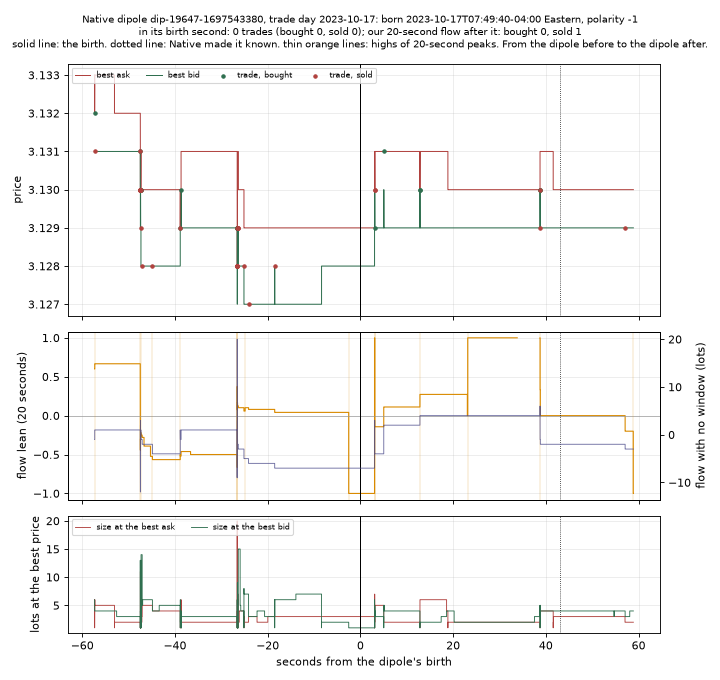 Native dipole dip-19647-1697543380, trade day 2023-10-17: born 2023-10-17T07:49:40-04:00 Eastern, polarity -1
in its birth second: 0 trades (bought 0, sold 0); our 20-second flow after it: bought 0, sold 1
solid line: the birth. dotted line: Native made it known. thin orange lines: highs of 20-second peaks. From the dipole before to the dipole after.
best ask
best bid
trade, bought
trade, sold
3.133
3.132
3.131
3.130
3.129
3.128
3.127
price
1.0
0.5
0.0
−0.5
−1.0
flow lean (20 seconds)
20
10
0
−10
flow with no window (lots)
size at the best ask
size at the best bid
20
15
10
5
lots at the best price
−60
−40
−20
0
20
40
60
seconds from the dipole's birth